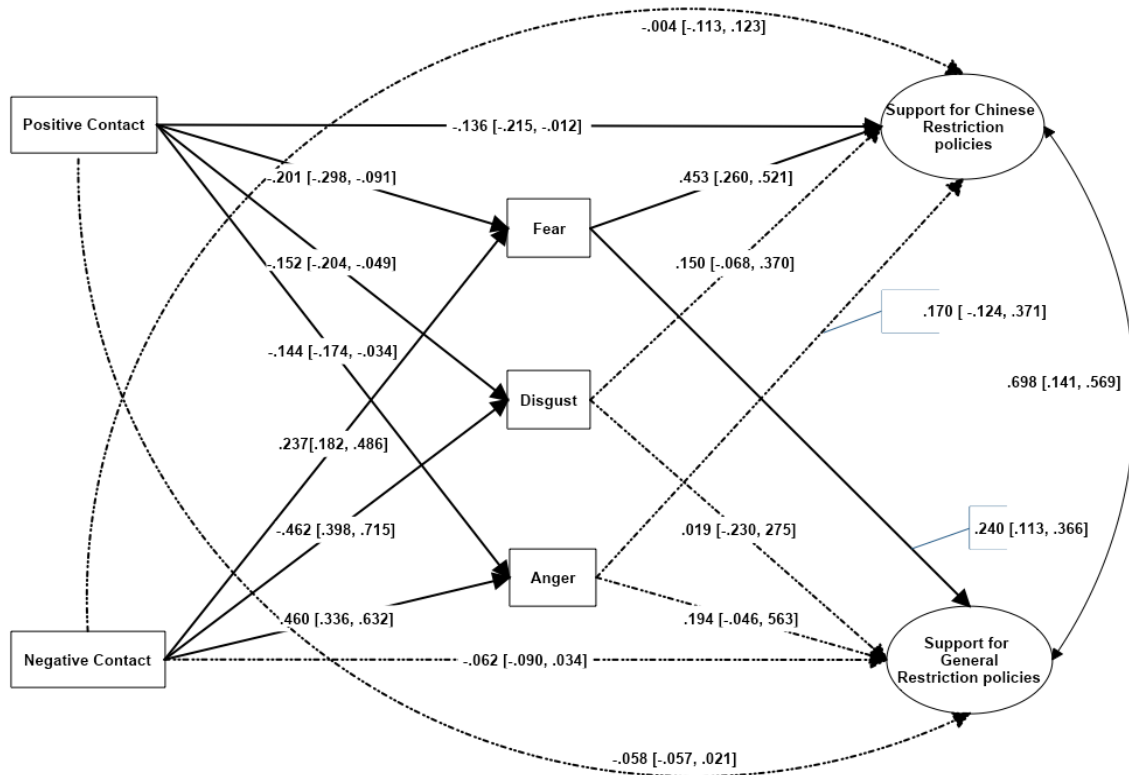 -.004 [-.113, .123]
Positive Contact
-.136 [-.215, -.012]
Support for Chinese
Restriction
policies
-.201 [-.298, -.091]
.453 [.260, .521]
Fear
-.152 [-.204, -.049]
.150 [-.068, .370]
.170 [ -.124, .371]
-.144 [-.174, -.034]
.698 [.141, .569]
Disgust
.237[.182, .486]
-.462 [.398, .715]
.019 [-.230, 275]
.240 [.113, .366]
Anger
.460 [.336, .632]
.194 [-.046, 563]
Negative Contact
-.062 [-.090, .034]
Support for
General
Restriction policies
-.058 [-.057, .021]